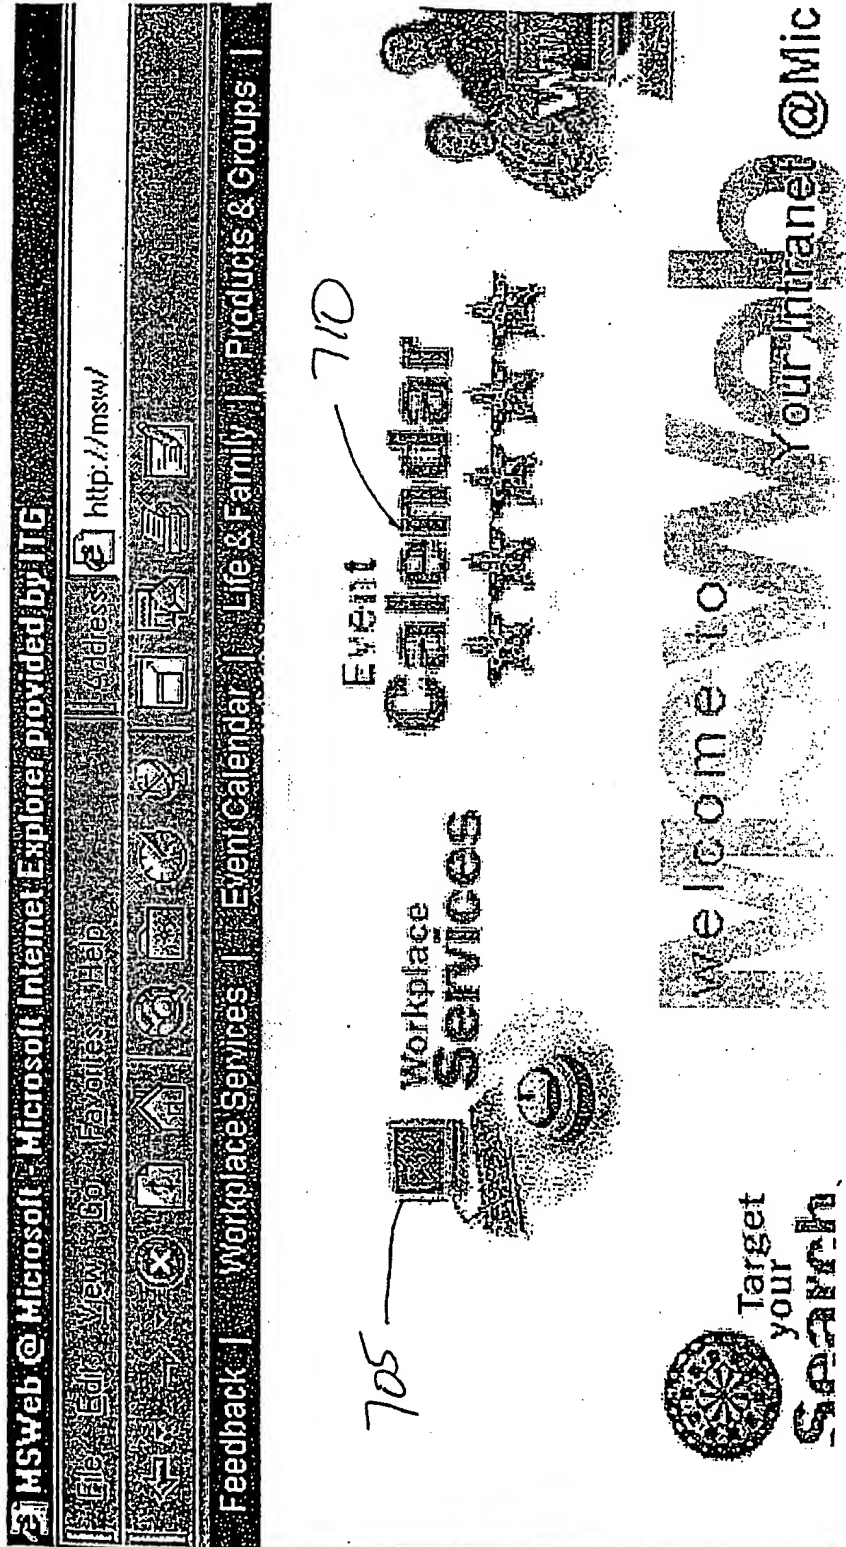 MSWeb @ Microsoft - Microsoft Internet Explorer provided by ITG
File Edit View Go Favorites Help Address http://msw/
Feedback | Workplace Services | Event Calendar | Life & Family | Products & Groups |
705
Workplace
Services
Event
Calendar
710
Target
your
Search
Welcome to
MSWeb
Your Intranet @Mic